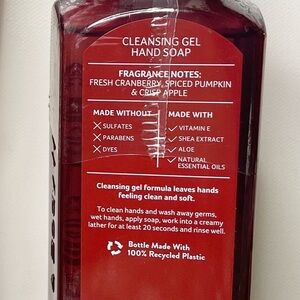 CLEANSING GEL
HAND SOAP
FRAGRANCE NOTES:
FRESH CRANBERRY, SPICED PUMPKIN
& CRISP APPLE
MADE WITHOUT
SULFATES
PARABENS
DYES
MADE WITH
VITAMIN E
SHEA EXTRACT
ALOE
NATURAL
ESSENTIAL OILS
Cleansing gel formula leaves hands
feeling clean and soft.
To clean hands and wash away germs,
wet hands, apply soap, work into a creamy
lather for at least 20 seconds and rinse well.
Bottle Made With
100% Recycled Plastic